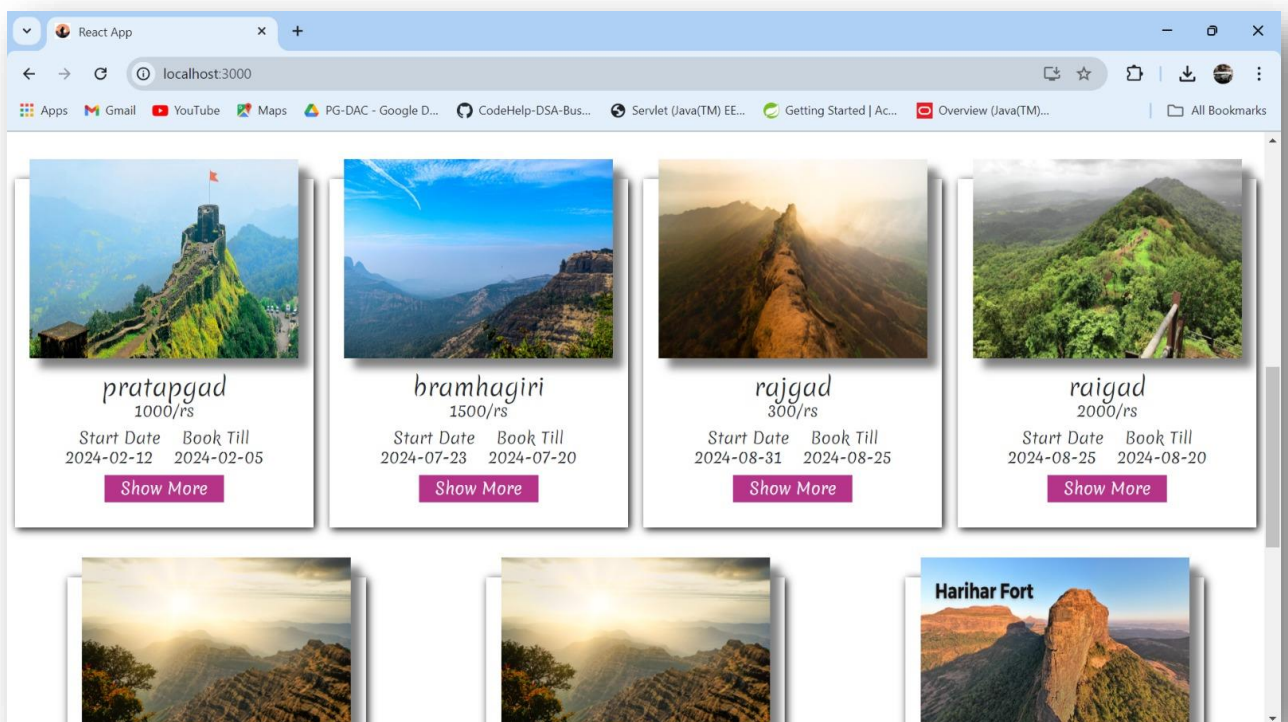 React App
localhost:3000
Apps Gmail YouTube Maps PG-DAC - Google D... CodeHelp-DSA-Bus... Servlet (Java(TM) EE... Getting Started | Ac... Overview (Java(TM)... All Bookmarks
pratapgad
1000/rs
Start Date Book Till
2024-02-12 2024-02-05
Show More
bramhagiri
1500/rs
Start Date Book Till
2024-07-23 2024-07-20
Show More
rajgad
300/rs
Start Date Book Till
2024-08-31 2024-08-25
Show More
raigad
2000/rs
Start Date Book Till
2024-08-25 2024-08-20
Show More
Harihar Fort